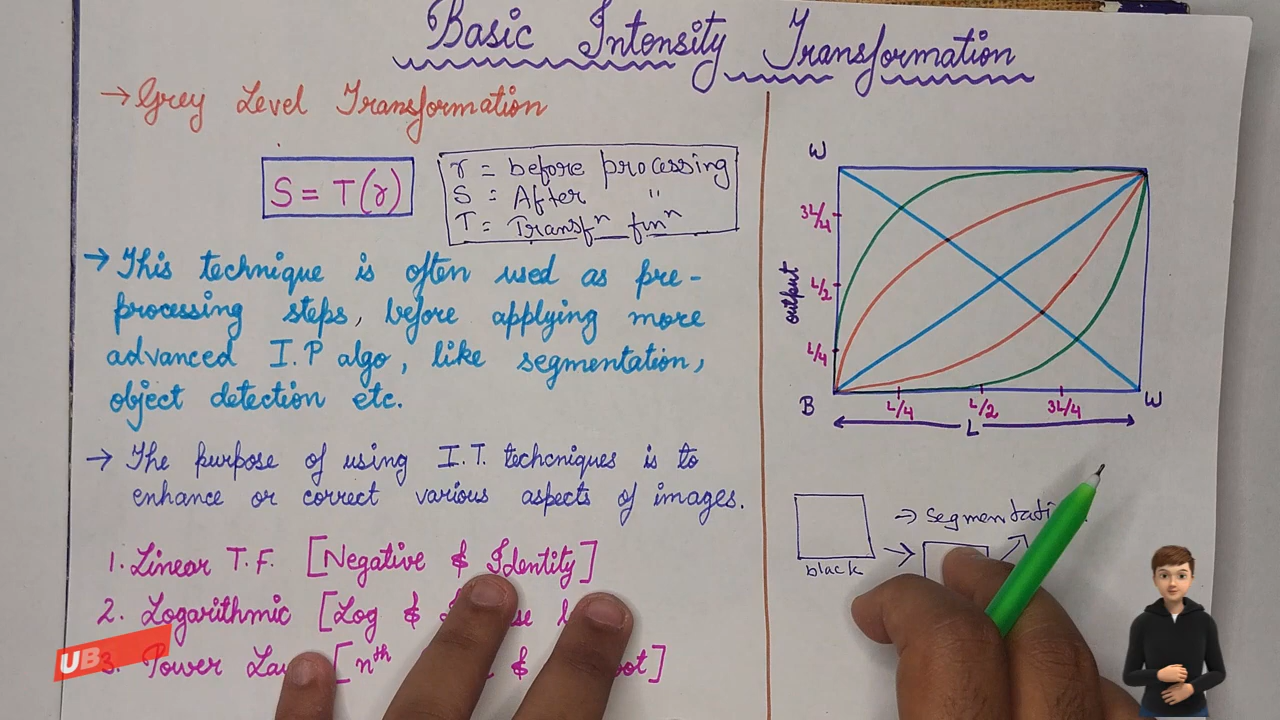 Basic Intensity Transformation
→ Grey Level Transformation
S = T(r)
r = before processing
S = After "
T = Transfⁿ funⁿ
→ This technique is often used as pre-
processing steps, before applying more
advanced I.P algo, like segmentation,
object detection etc.
→ The purpose of using I.T. techcniques is to
enhance or correct various aspects of images.
1. Linear T.F. [Negative & Identity]
2. Logarithmic [Log &
3. Power [nth &
UB
W
3L/4
L/2
L/4
output
B
L/4 L/2 3L/4 W
L
→ segmentati
black